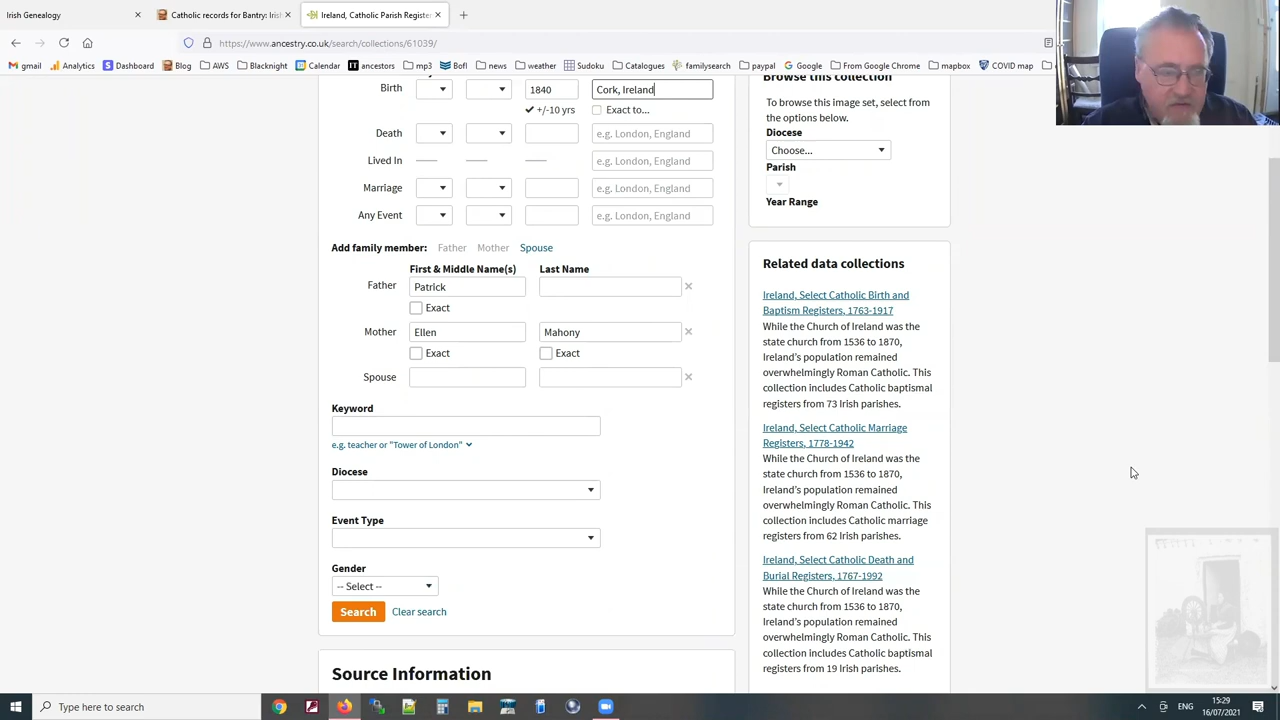 Irish Genealogy
Catholic records for Bantry: Iris
Ireland, Catholic Parish Register
https://www.ancestry.co.uk/search/collections/61039/
gmail
Analytics
Dashboard
Blog
AWS
Blacknight
Calendar
ancestors
mp3
BofI
news
weather
Sudoku
Catalogues
familysearch
paypal
Google
From Google Chrome
mapbox
COVID map
Birth
1840
Cork, Ireland
+/-10 yrs
Exact to...
Death
e.g. London, England
Lived In
e.g. London, England
Marriage
e.g. London, England
Any Event
e.g. London, England
Add family member: Father Mother Spouse
First & Middle Name(s) Last Name
Father
Patrick
Exact
Mother
Ellen
Mahony
Exact
Exact
Spouse
Keyword
e.g. teacher or "Tower of London"
Diocese
Event Type
Gender
-- Select --
Search
Clear search
Source Information
Browse this collection
To browse this image set, select from
the options below.
Diocese
Choose...
Parish
Year Range
Related data collections
Ireland, Select Catholic Birth and
Baptism Registers, 1763-1917
While the Church of Ireland was the
state church from 1536 to 1870,
Ireland's population remained
overwhelmingly Roman Catholic. This
collection includes Catholic baptismal
registers from 73 Irish parishes.
Ireland, Select Catholic Marriage
Registers, 1778-1942
While the Church of Ireland was the
state church from 1536 to 1870,
Ireland's population remained
overwhelmingly Roman Catholic. This
collection includes Catholic marriage
registers from 62 Irish parishes.
Ireland, Select Catholic Death and
Burial Registers, 1767-1992
While the Church of Ireland was the
state church from 1536 to 1870,
Ireland's population remained
overwhelmingly Roman Catholic. This
collection includes Catholic baptismal
registers from 19 Irish parishes.
Type here to search
ENG
15:29
16/07/2021